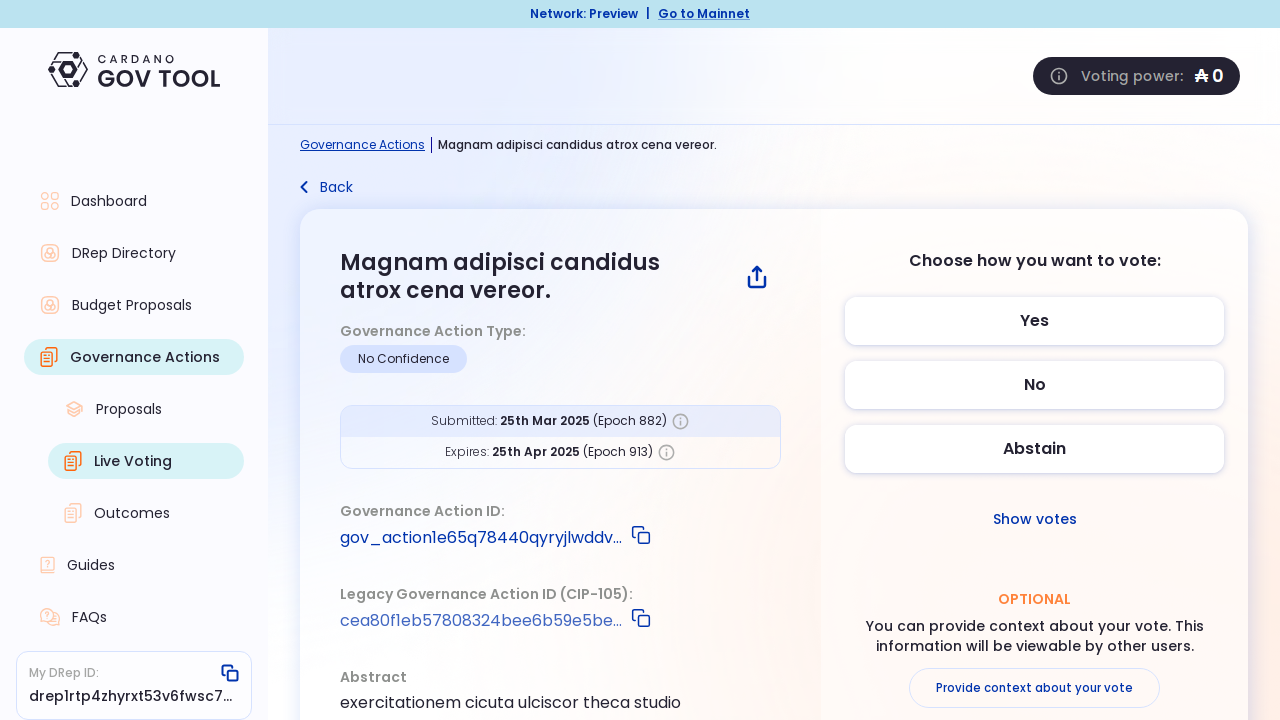 Network: Preview | Go to Mainnet
CARDANO
GOV TOOL
Voting power: ₳ 0
Governance Actions | Magnam adipisci candidus atrox cena vereor.
Back
Dashboard
DRep Directory
Budget Proposals
Governance Actions
Proposals
Live Voting
Outcomes
Guides
FAQs
My DRep ID:
drep1rtp4zhyrxt53v6fwsc7...
Magnam adipisci candidus
atrox cena vereor.
Governance Action Type:
No Confidence
Submitted: 25th Mar 2025 (Epoch 882)
Expires: 25th Apr 2025 (Epoch 913)
Governance Action ID:
gov_action1e65q78440qyryjlwddv...
Legacy Governance Action ID (CIP-105):
cea80f1eb57808324bee6b59e5be...
Abstract
exercitationem cicuta ulciscor theca studio
Choose how you want to vote:
Yes
No
Abstain
Show votes
OPTIONAL
You can provide context about your vote. This
information will be viewable by other users.
Provide context about your vote